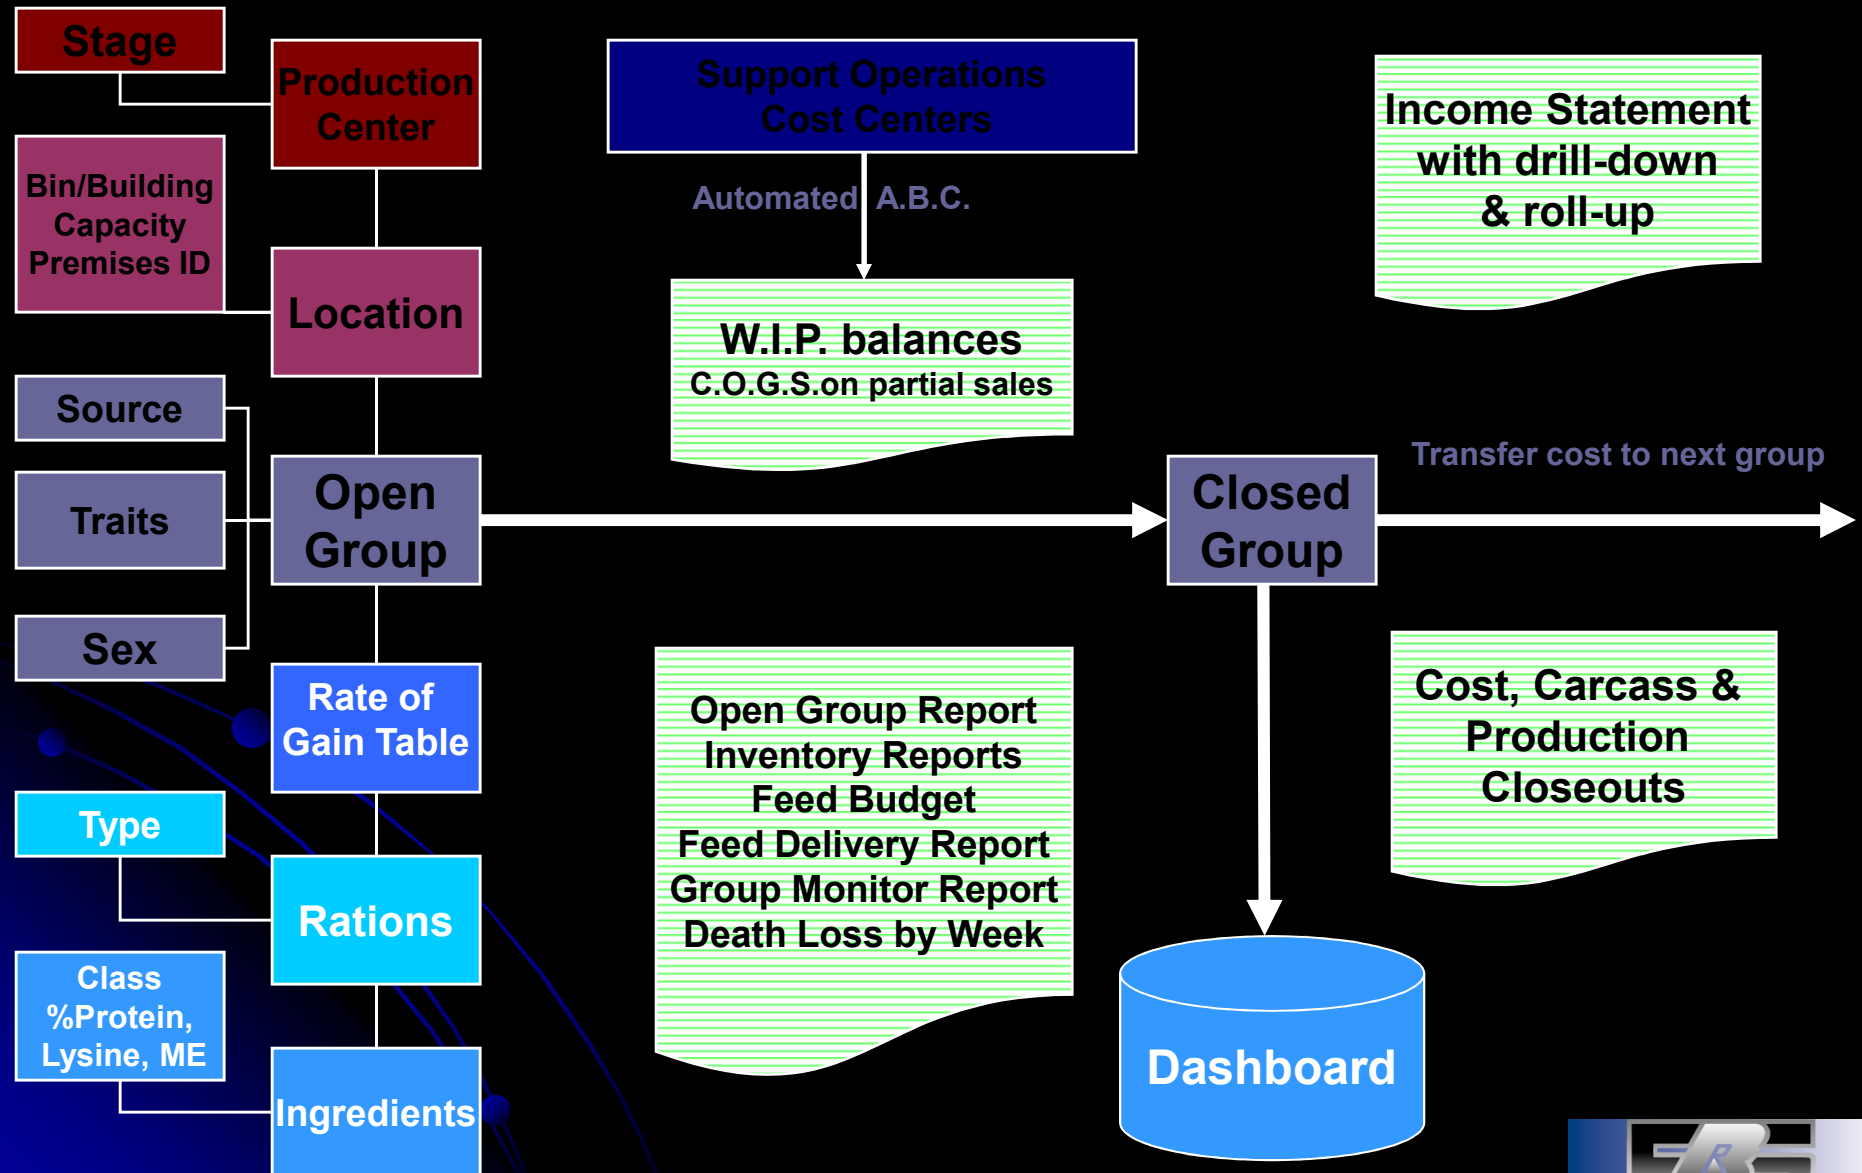 Stage
Production
Center
Bin/Building
Capacity
Premises ID
Location
Source
Traits
Sex
Open
Group
Rate of
Gain Table
Type
Rations
Class
%Protein,
Lysine, ME
Ingredients
Support Operations
Cost Centers
Automated A.B.C.
W.I.P. balances
C.O.G.S.on partial sales
Open Group Report
Inventory Reports
Feed Budget
Feed Delivery Report
Group Monitor Report
Death Loss by Week
Income Statement
with drill-down
& roll-up
Closed
Group
Transfer cost to next group
Cost, Carcass &
Production
Closeouts
Dashboard
R